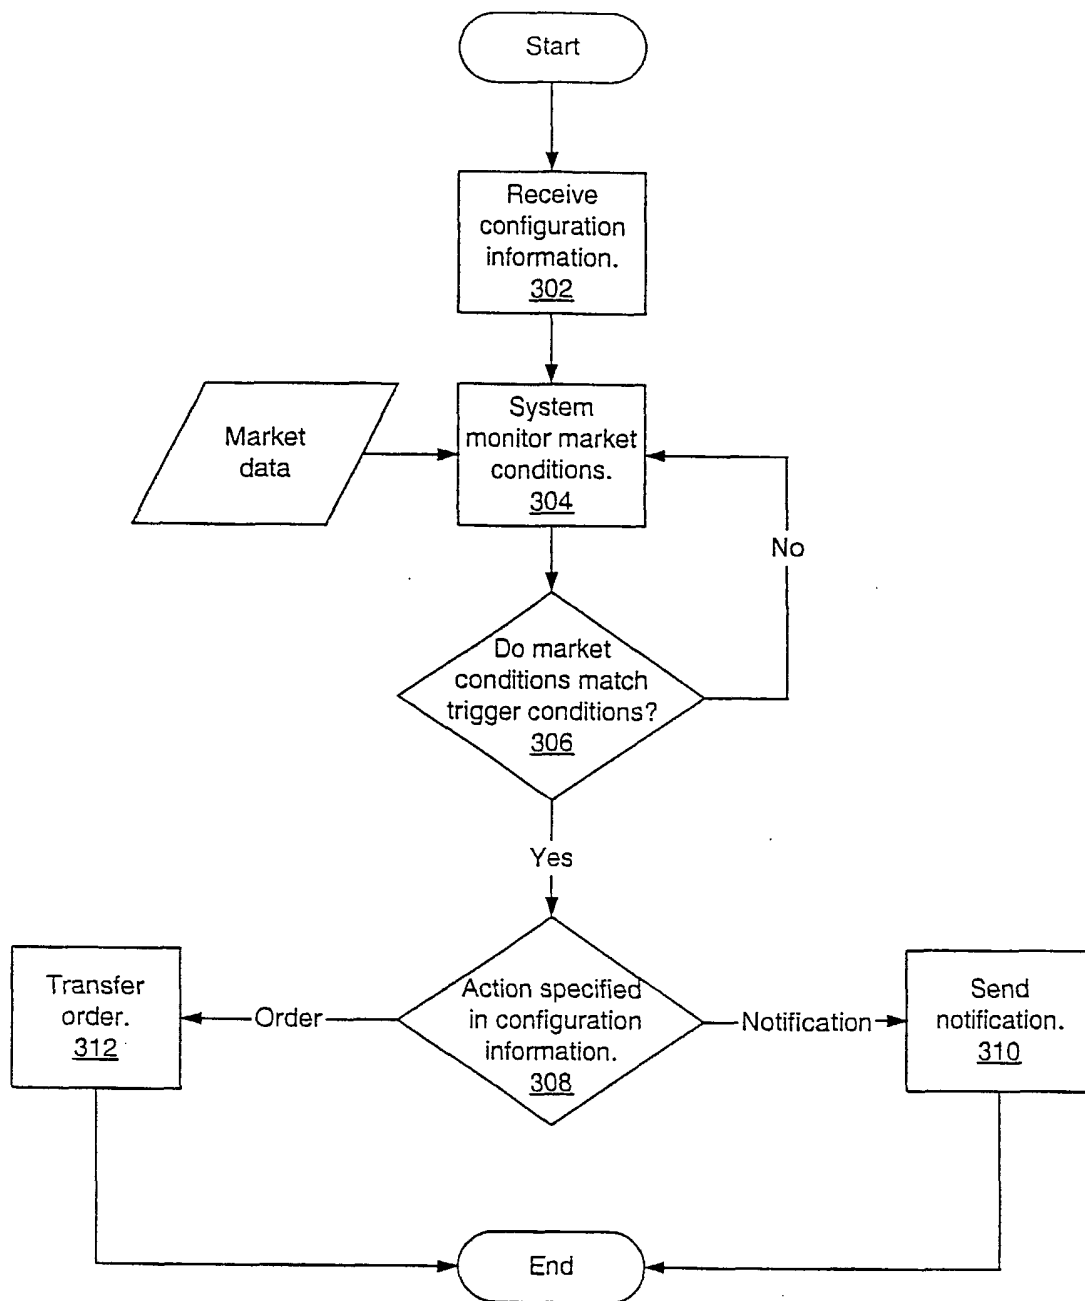 Start
Receive
configuration
information.
302
Market
data
System
monitor market
conditions.
304
No
Do market
conditions match
trigger conditions?
306
Yes
Transfer
order.
312
Order
Action specified
in configuration
information.
308
Notification
Send
notification.
310
End